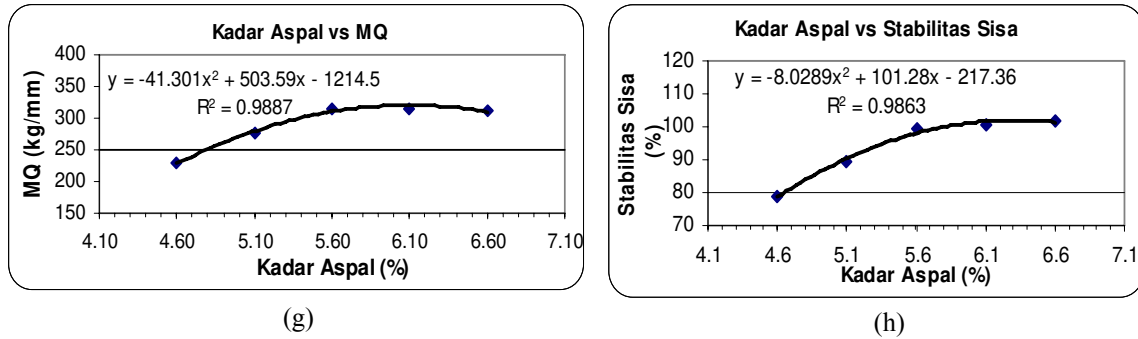 Kadar Aspal vs MQ
y = -41.301x² + 503.59x - 1214.5
R² = 0.9887
MQ (kg/mm)
400
350
300
250
200
150
4.10 4.60 5.10 5.60 6.10 6.60 7.10
Kadar Aspal (%)
(g)
Kadar Aspal vs Stabilitas Sisa
y = -8.0289x² + 101.28x - 217.36
R² = 0.9863
Stabilitas Sisa
(%)
120
110
100
90
80
70
4.1 4.6 5.1 5.6 6.1 6.6 7.1
Kadar Aspal (%)
(h)